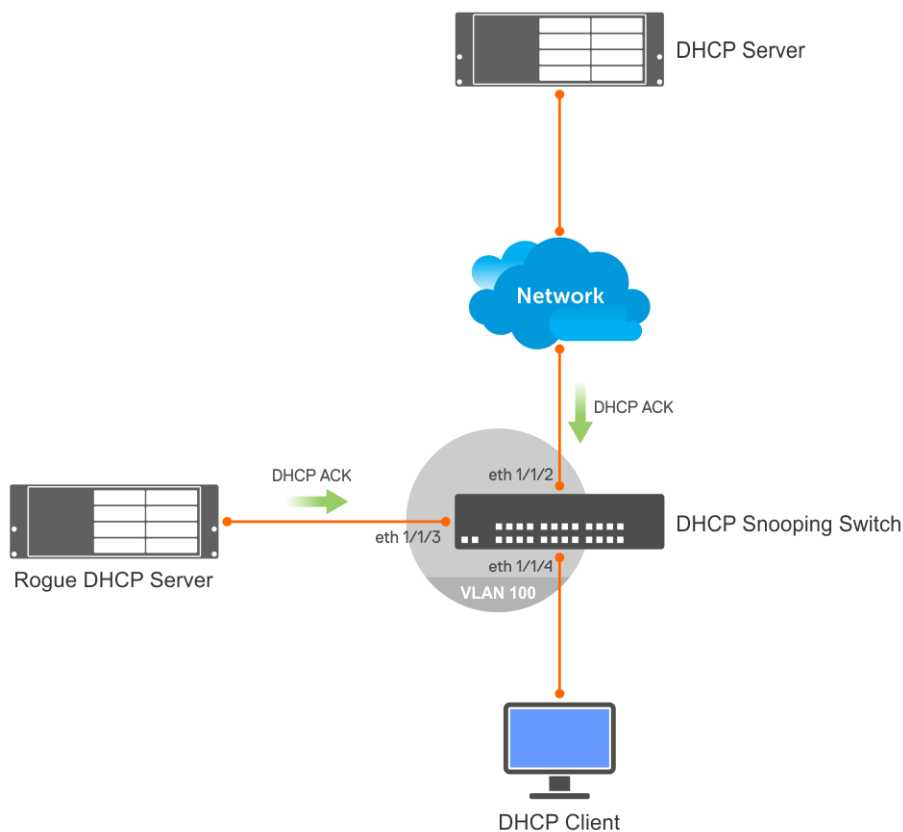 DHCP Server
Network
DHCP ACK
eth 1/1/2
DHCP ACK
DHCP Snooping Switch
eth 1/1/3
eth 1/1/4
Rogue DHCP Server
VLAN 100
DHCP Client